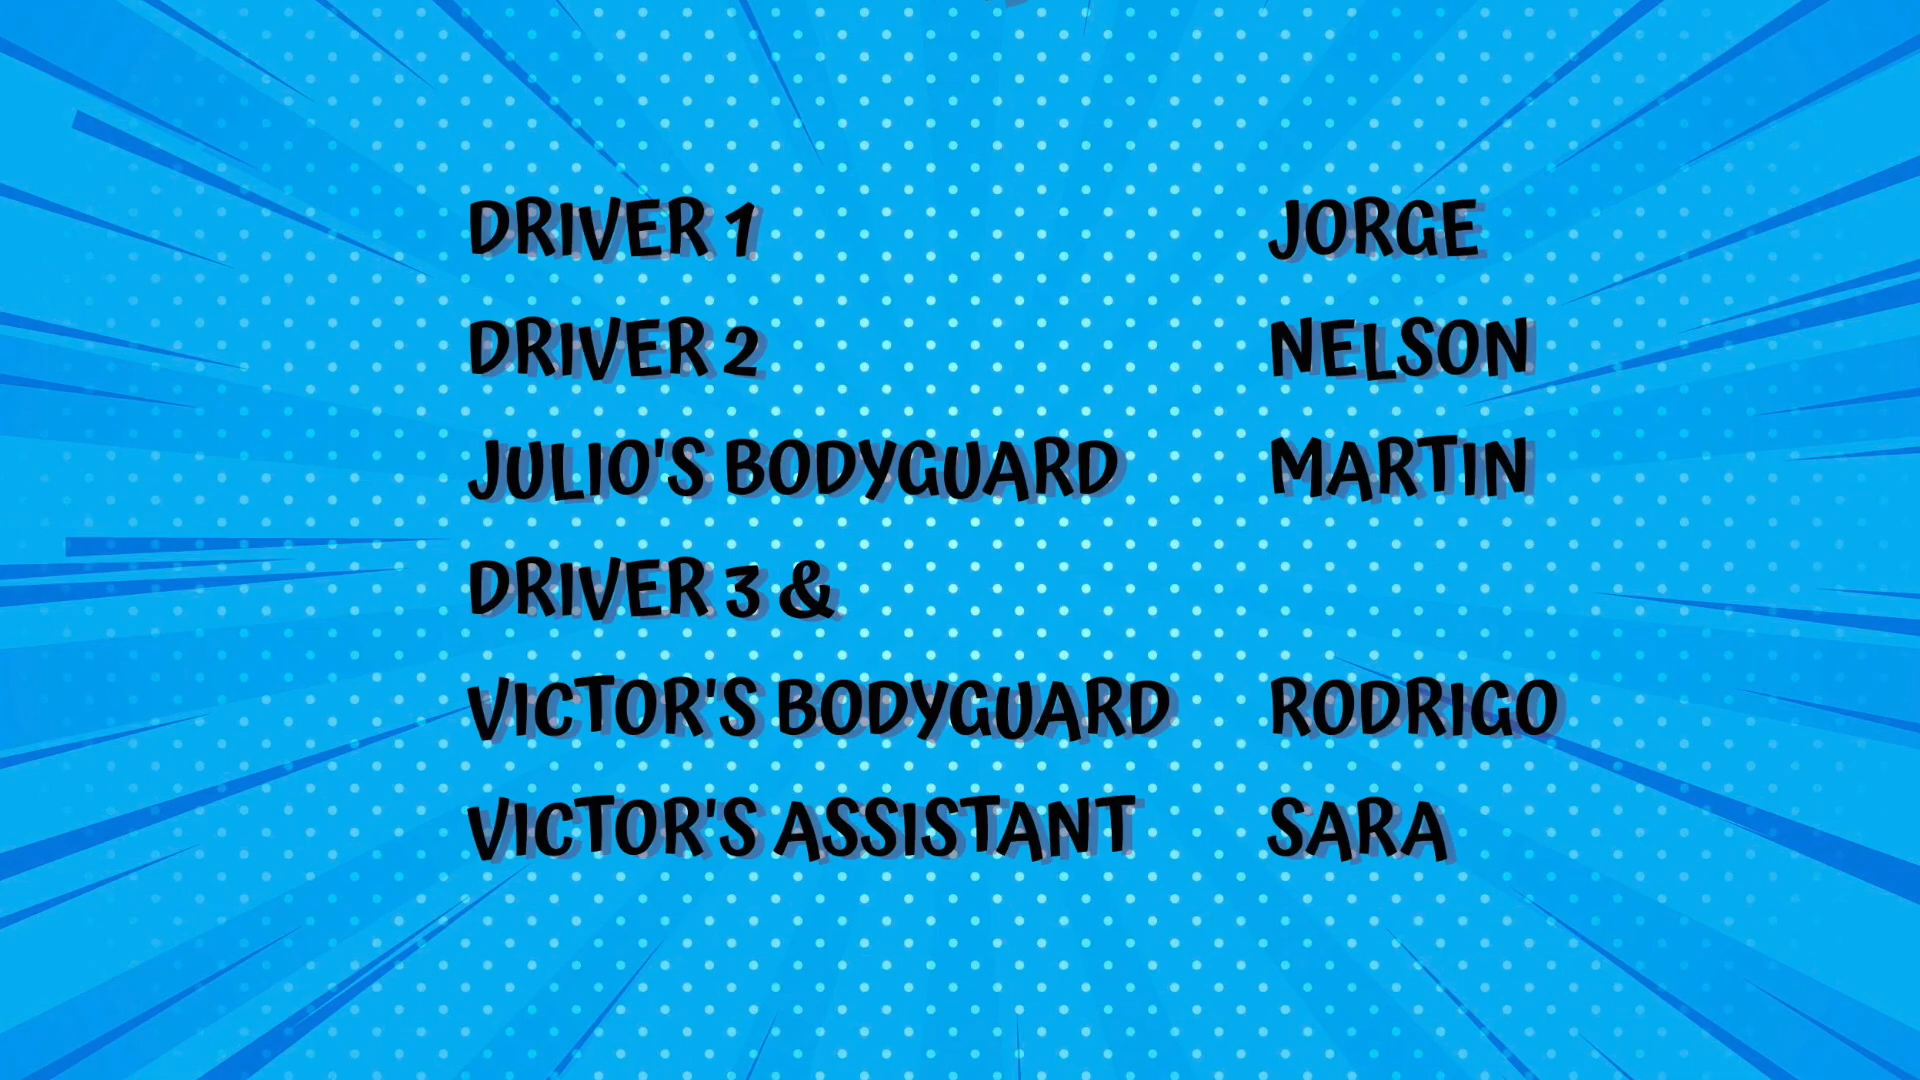 DRIVER 1 JORGE
DRIVER 2 NELSON
JULIO'S BODYGUARD MARTIN
DRIVER 3 &
VICTOR'S BODYGUARD RODRIGO
VICTOR'S ASSISTANT SARA